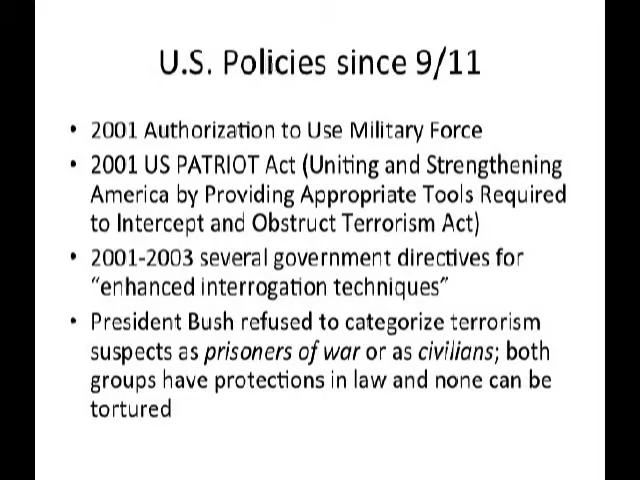 U.S. Policies since 9/11
• 2001 Authorization to Use Military Force
• 2001 US PATRIOT Act (Uniting and Strengthening
America by Providing Appropriate Tools Required
to Intercept and Obstruct Terrorism Act)
• 2001-2003 several government directives for
“enhanced interrogation techniques”
• President Bush refused to categorize terrorism
suspects as prisoners of war or as civilians; both
groups have protections in law and none can be
tortured